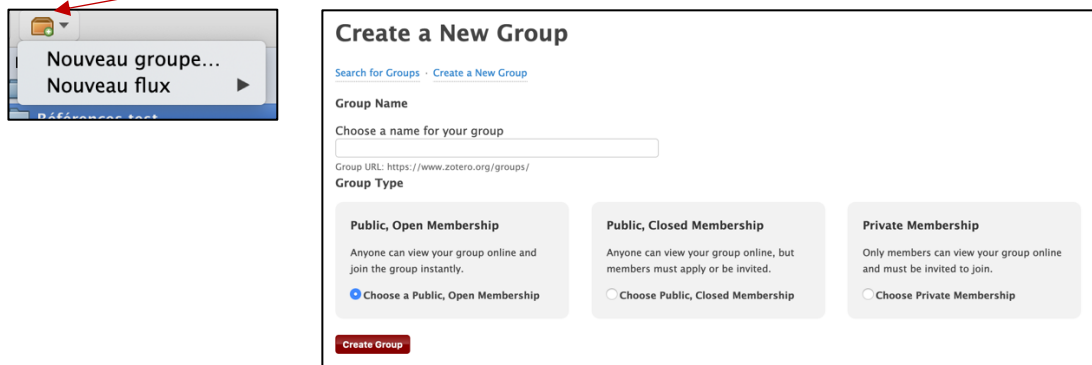 Nouveau groupe...
Nouveau flux
Références test
Create a New Group
Search for Groups · Create a New Group
Group Name
Choose a name for your group
Group URL: https://www.zotero.org/groups/
Group Type
Public, Open Membership
Anyone can view your group online and
join the group instantly.
Choose a Public, Open Membership
Public, Closed Membership
Anyone can view your group online, but
members must apply or be invited.
Choose Public, Closed Membership
Private Membership
Only members can view your group online
and must be invited to join.
Choose Private Membership
Create Group